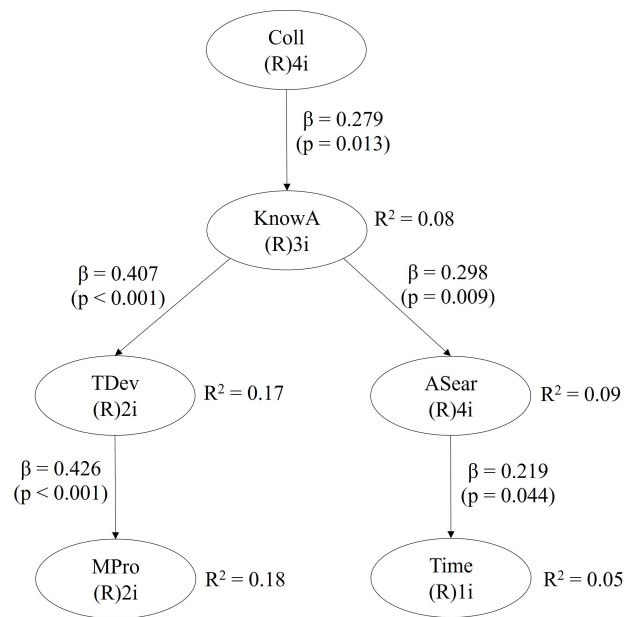 Coll
(R)4i
β = 0.279
(p = 0.013)
KnowA
(R)3i
R² = 0.08
β = 0.407
(p < 0.001)
β = 0.298
(p = 0.009)
TDev
(R)2i
R² = 0.17
ASear
(R)4i
R² = 0.09
β = 0.426
(p < 0.001)
β = 0.219
(p = 0.044)
MPro
(R)2i
R² = 0.18
Time
(R)1i
R² = 0.05